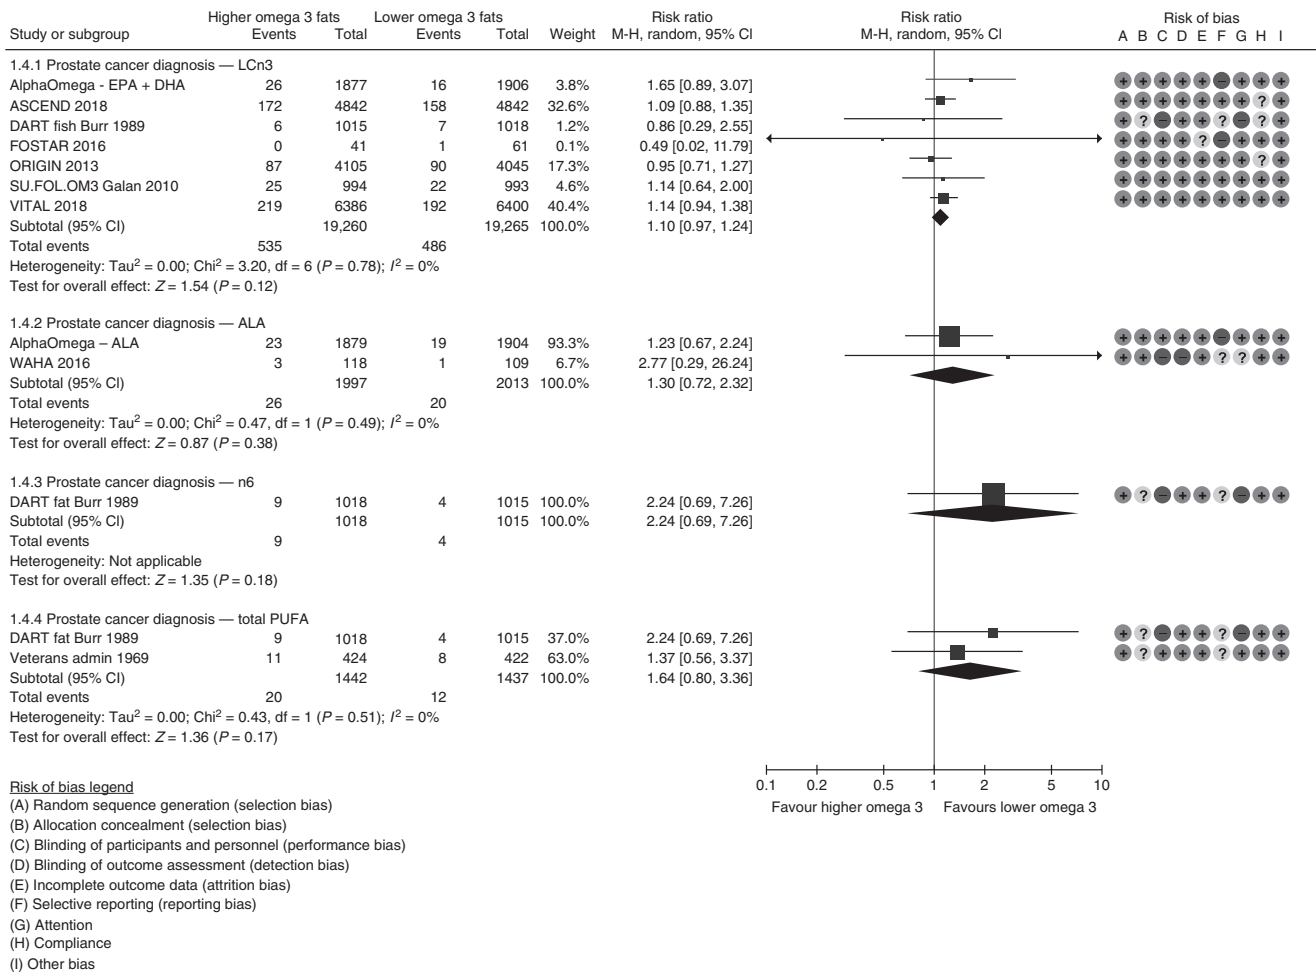 Higher omega 3 fats Lower omega 3 fats Risk ratio Risk ratio Risk of bias
Study or subgroup Events Total Events Total Weight M-H, random, 95% CI M-H, random, 95% CI A B C D E F G H I
1.4.1 Prostate cancer diagnosis — LCn3
AlphaOmega - EPA + DHA 26 1877 16 1906 3.8% 1.65 [0.89, 3.07] + + + + + − + + +
ASCEND 2018 172 4842 158 4842 32.6% 1.09 [0.88, 1.35] + + + + + + + ? +
DART fish Burr 1989 6 1015 7 1018 1.2% 0.86 [0.29, 2.55] + ? − + + ? − ? +
FOSTAR 2016 0 41 1 61 0.1% 0.49 [0.02, 11.79] + + + + ? − + + +
ORIGIN 2013 87 4105 90 4045 17.3% 0.95 [0.71, 1.27] + + + + + + + ? +
SU.FOL.OM3 Galan 2010 25 994 22 993 4.6% 1.14 [0.64, 2.00] + + + + + + + + +
VITAL 2018 219 6386 192 6400 40.4% 1.14 [0.94, 1.38] + + + + + + + + +
Subtotal (95% CI) 19,260 19,265 100.0% 1.10 [0.97, 1.24]
Total events 535 486
Heterogeneity: Tau² = 0.00; Chi² = 3.20, df = 6 (P = 0.78); I² = 0%
Test for overall effect: Z = 1.54 (P = 0.12)
1.4.2 Prostate cancer diagnosis — ALA
AlphaOmega – ALA 23 1879 19 1904 93.3% 1.23 [0.67, 2.24] + + + + + − + + +
WAHA 2016 3 118 1 109 6.7% 2.77 [0.29, 26.24] + + − − + ? ? + +
Subtotal (95% CI) 1997 2013 100.0% 1.30 [0.72, 2.32]
Total events 26 20
Heterogeneity: Tau² = 0.00; Chi² = 0.47, df = 1 (P = 0.49); I² = 0%
Test for overall effect: Z = 0.87 (P = 0.38)
1.4.3 Prostate cancer diagnosis — n6
DART fat Burr 1989 9 1018 4 1015 100.0% 2.24 [0.69, 7.26] + ? − + + ? − + +
Subtotal (95% CI) 1018 1015 100.0% 2.24 [0.69, 7.26]
Total events 9 4
Heterogeneity: Not applicable
Test for overall effect: Z = 1.35 (P = 0.18)
1.4.4 Prostate cancer diagnosis — total PUFA
DART fat Burr 1989 9 1018 4 1015 37.0% 2.24 [0.69, 7.26] + ? − + + ? − + +
Veterans admin 1969 11 424 8 422 63.0% 1.37 [0.56, 3.37] + ? + + + ? + + +
Subtotal (95% CI) 1442 1437 100.0% 1.64 [0.80, 3.36]
Total events 20 12
Heterogeneity: Tau² = 0.00; Chi² = 0.43, df = 1 (P = 0.51); I² = 0%
Test for overall effect: Z = 1.36 (P = 0.17)
0.1 0.2 0.5 1 2 5 10
Favour higher omega 3 Favours lower omega 3
Risk of bias legend
(A) Random sequence generation (selection bias)
(B) Allocation concealment (selection bias)
(C) Blinding of participants and personnel (performance bias)
(D) Blinding of outcome assessment (detection bias)
(E) Incomplete outcome data (attrition bias)
(F) Selective reporting (reporting bias)
(G) Attention
(H) Compliance
(I) Other bias